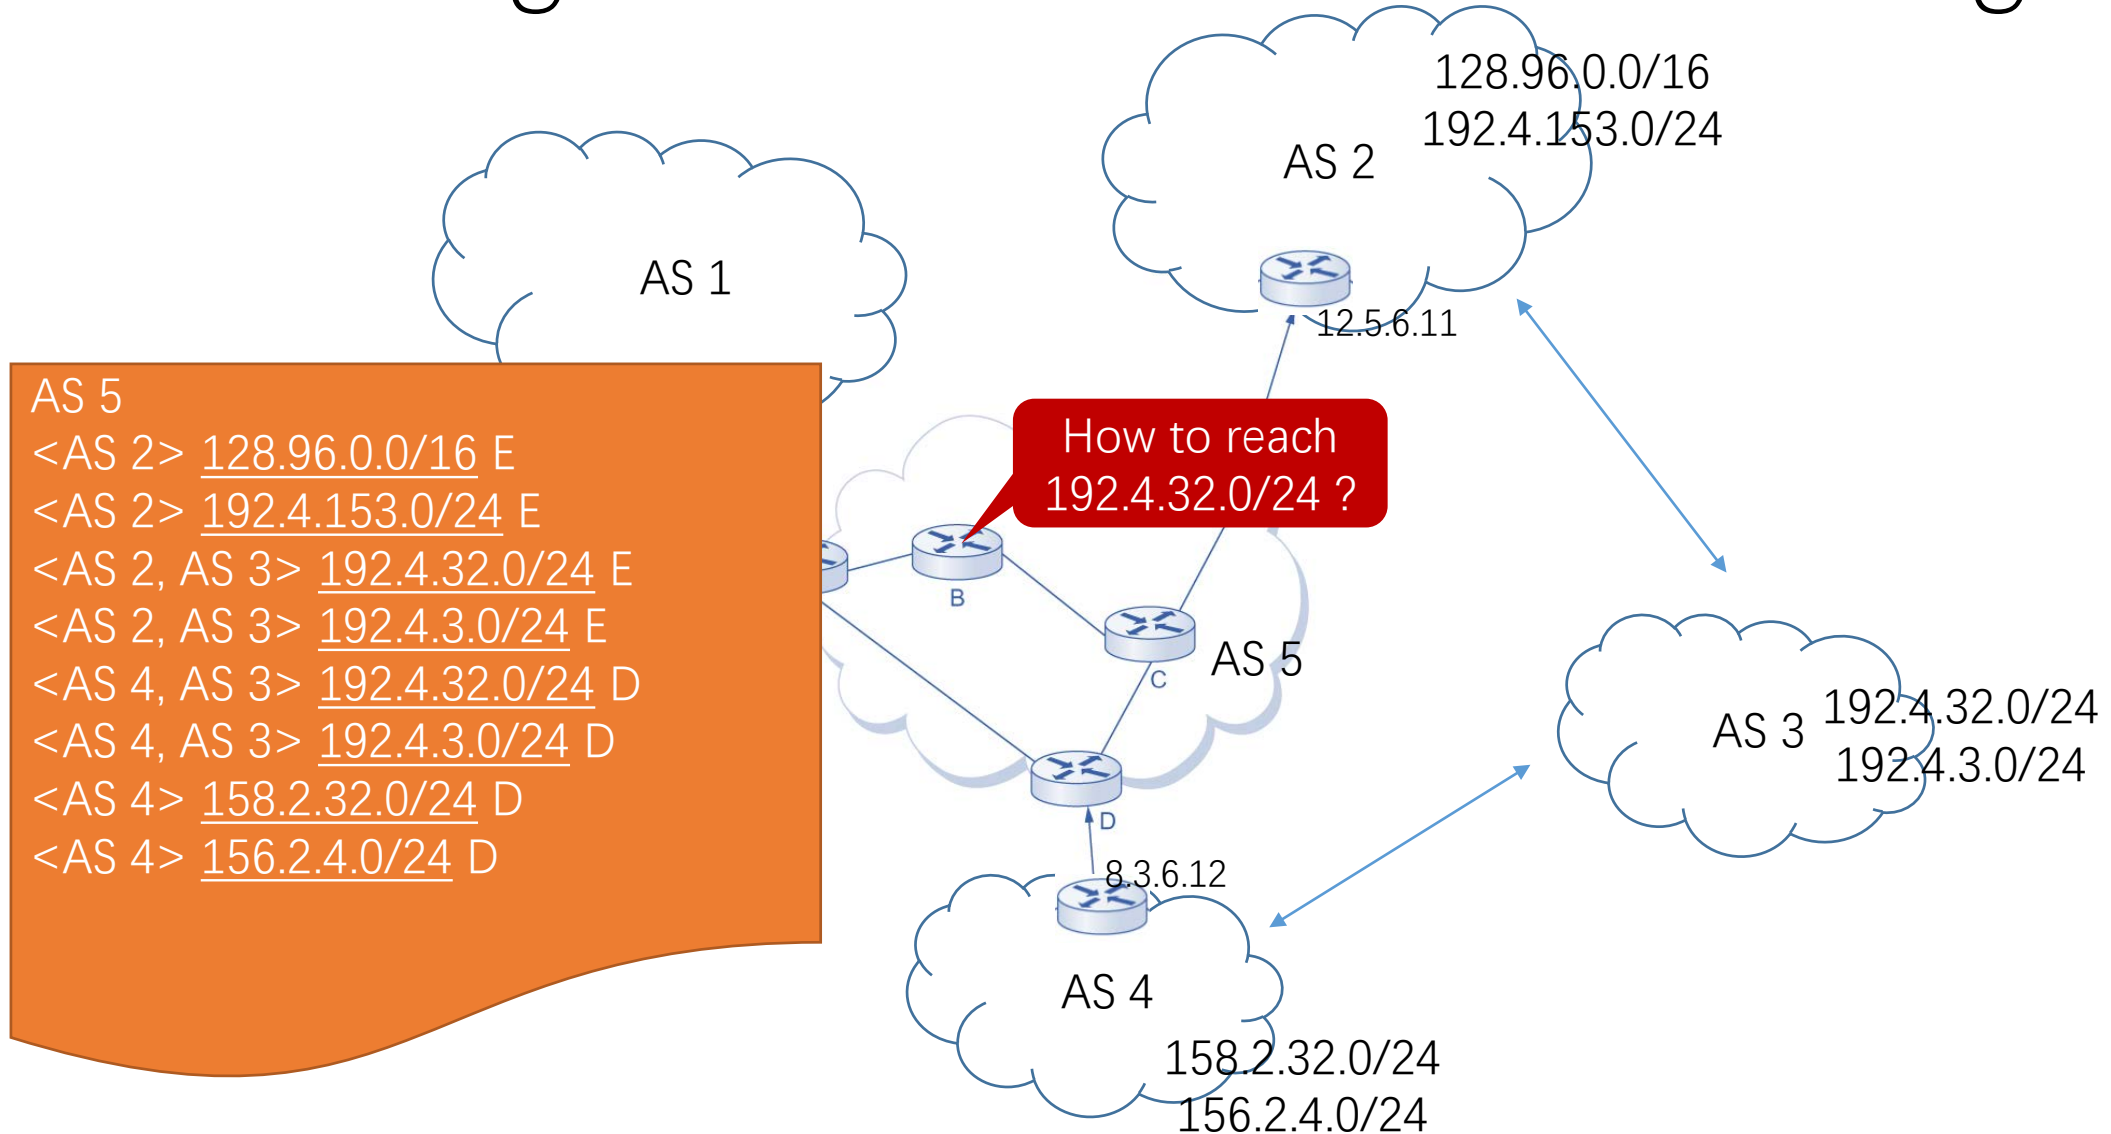 128.96.0.0/16
192.4.153.0/24
AS 2
AS 1
12.5.6.11
AS 5
<AS 2> 128.96.0.0/16 E
<AS 2> 192.4.153.0/24 E
<AS 2, AS 3> 192.4.32.0/24 E
<AS 2, AS 3> 192.4.3.0/24 E
<AS 4, AS 3> 192.4.32.0/24 D
<AS 4, AS 3> 192.4.3.0/24 D
<AS 4> 158.2.32.0/24 D
<AS 4> 156.2.4.0/24 D
How to reach
192.4.32.0/24 ?
B
C
AS 5
D
AS 3
192.4.32.0/24
192.4.3.0/24
8.3.6.12
AS 4
158.2.32.0/24
156.2.4.0/24